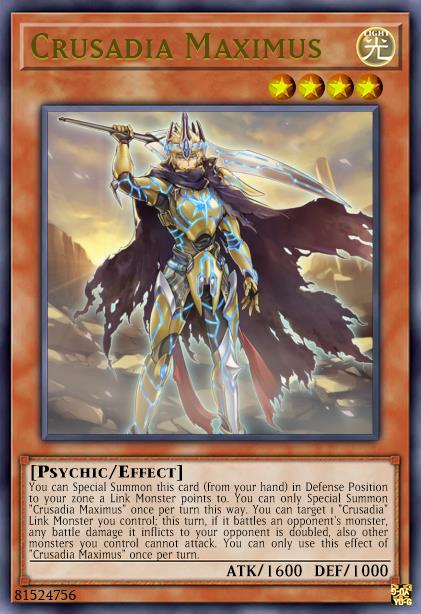 Crusadia Maximus
LIGHT
光
[Psychic/Effect]
You can Special Summon this card (from your hand) in Defense Position
to your zone a Link Monster points to. You can only Special Summon
"Crusadia Maximus" once per turn this way. You can target 1 "Crusadia"
Link Monster you control; this turn, if it battles an opponent's monster,
any battle damage it inflicts to your opponent is doubled, also other
monsters you control cannot attack. You can only use this effect of
"Crusadia Maximus" once per turn.
ATK/1600 DEF/1000
81524756